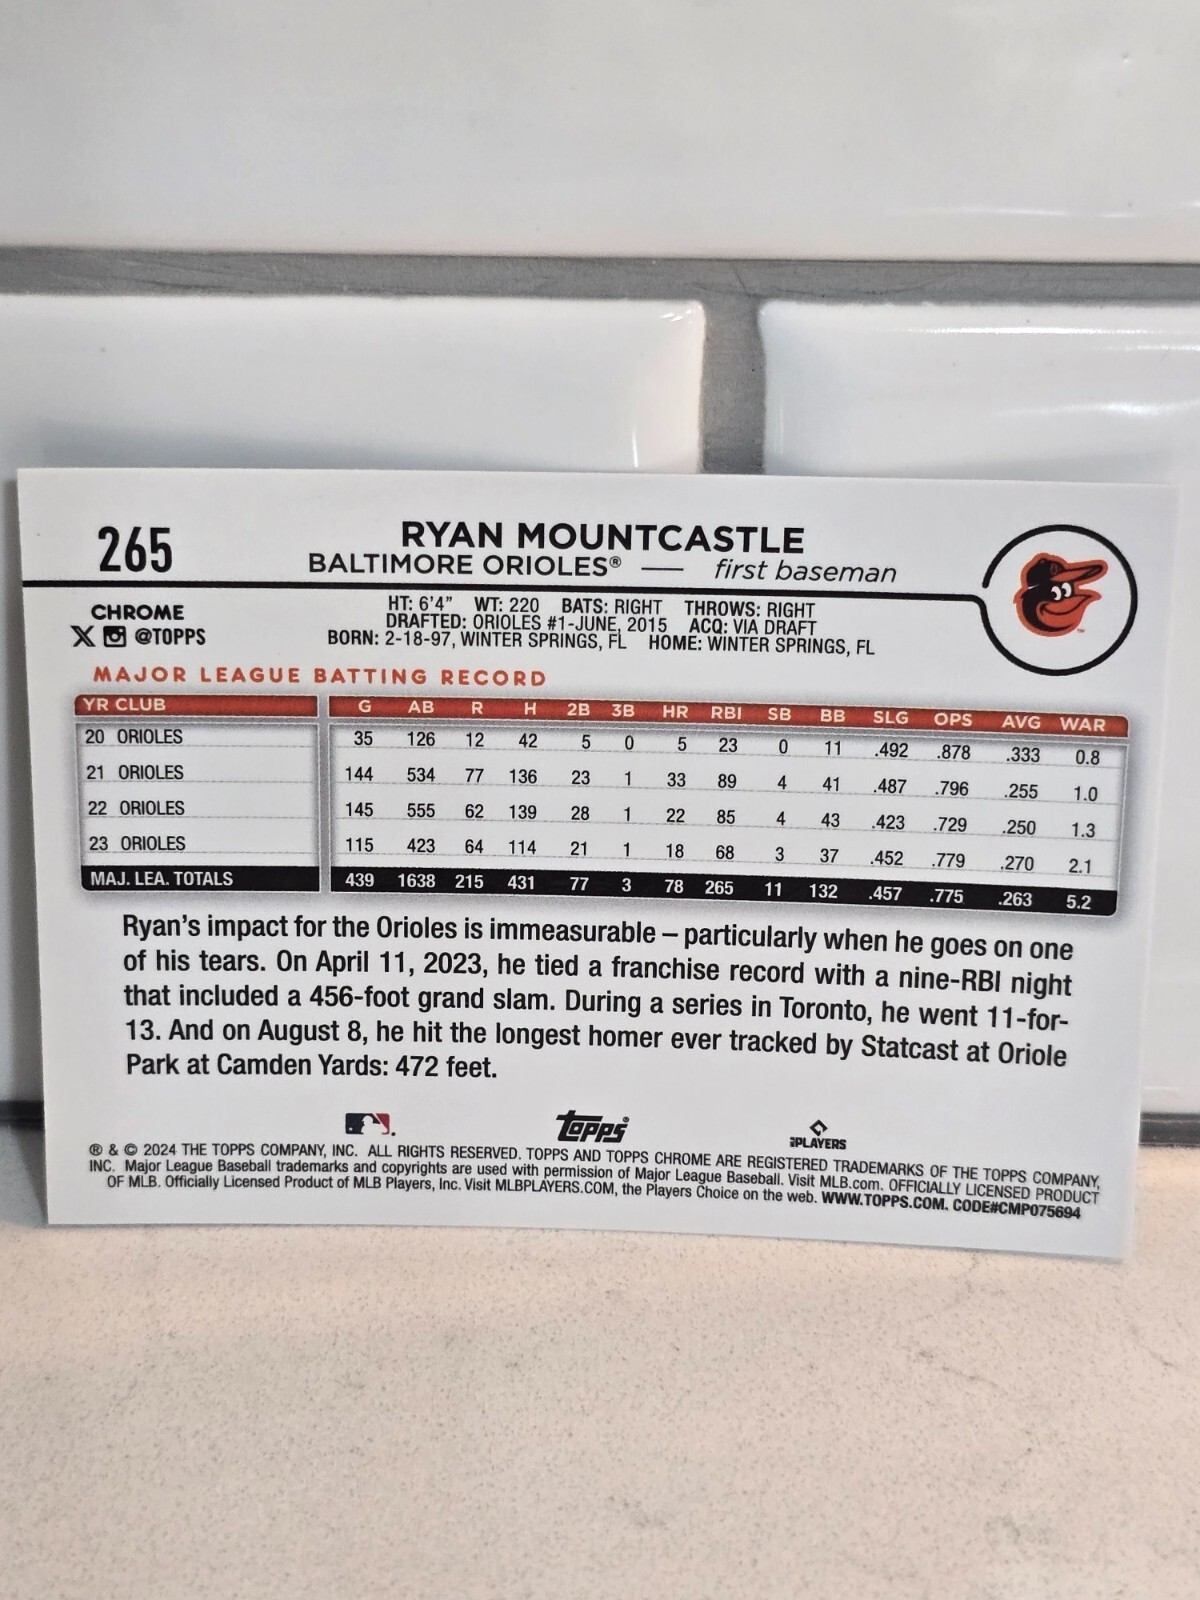 265
RYAN MOUNTCASTLE
BALTIMORE ORIOLES® — first baseman
CHROME
X @TOPPS
HT: 6'4" WT: 220 BATS: RIGHT THROWS: RIGHT
DRAFTED: ORIOLES #1-JUNE, 2015 ACQ: VIA DRAFT
BORN: 2-18-97, WINTER SPRINGS, FL HOME: WINTER SPRINGS, FL
MAJOR LEAGUE BATTING RECORD
YR CLUB G AB R H 2B 3B HR RBI SB BB SLG OPS AVG WAR
20 ORIOLES 35 126 12 42 5 0 5 23 0 11 .492 .878 .333 0.8
21 ORIOLES 144 534 77 136 23 1 33 89 4 41 .487 .796 .255 1.0
22 ORIOLES 145 555 62 139 28 1 22 85 4 43 .423 .729 .250 1.3
23 ORIOLES 115 423 64 114 21 1 18 68 3 37 .452 .779 .270 2.1
MAJ. LEA. TOTALS 439 1638 215 431 77 3 78 265 11 132 .457 .775 .263 5.2
Ryan's impact for the Orioles is immeasurable – particularly when he goes on one
of his tears. On April 11, 2023, he tied a franchise record with a nine-RBI night
that included a 456-foot grand slam. During a series in Toronto, he went 11-for-
13. And on August 8, he hit the longest homer ever tracked by Statcast at Oriole
Park at Camden Yards: 472 feet.
Topps®
PLAYERS
® & © 2024 THE TOPPS COMPANY, INC. ALL RIGHTS RESERVED. TOPPS AND TOPPS CHROME ARE REGISTERED TRADEMARKS OF THE TOPPS COMPANY,
INC. Major League Baseball trademarks and copyrights are used with permission of Major League Baseball. Visit MLB.com. OFFICIALLY LICENSED PRODUCT
OF MLB. Officially Licensed Product of MLB Players, Inc. Visit MLBPLAYERS.COM, the Players Choice on the web. WWW.TOPPS.COM. CODE#CMP075694